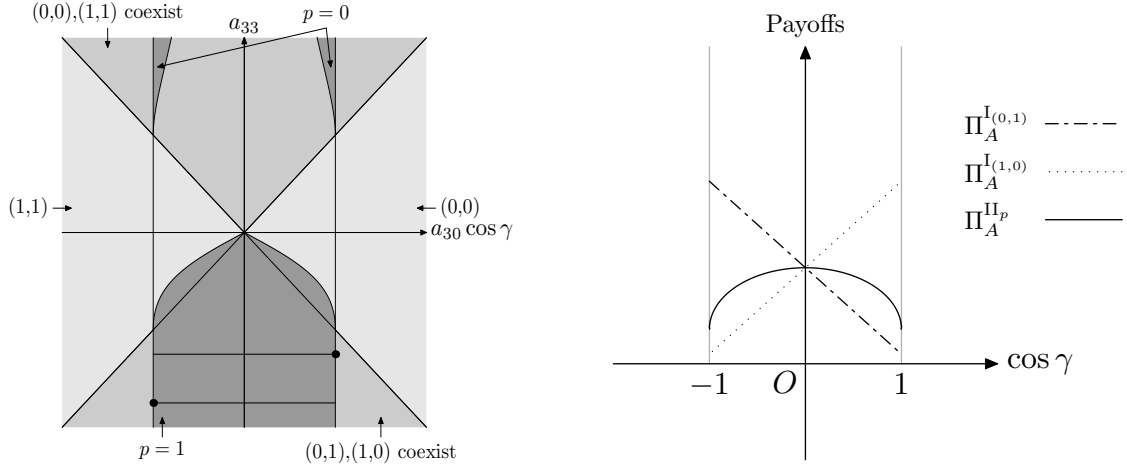 (0,0),(1,1) coexist
p=0
a_{33}
(1,1)
(0,0)
a_{30} cos γ
p = 1
(0,1),(1,0) coexist
Payoffs
Π_A^{I_{(0,1)}}
Π_A^{I_{(1,0)}}
Π_A^{II_p}
−1
O
1
cos γ